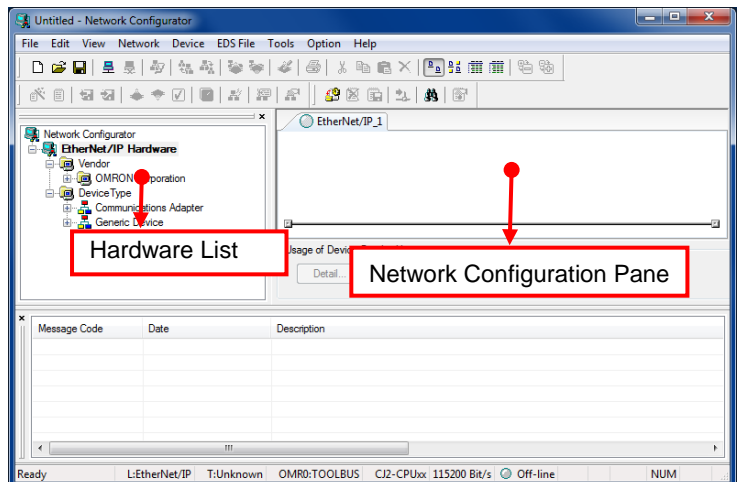 Untitled - Network Configurator
File Edit View Network Device EDS File Tools Option Help
EtherNet/IP_1
Network Configurator
EtherNet/IP Hardware
Vendor
OMRON Corporation
DeviceType
Communications Adapter
Generic Device
Hardware List
Usage of Device
Detail...
Network Configuration Pane
Message Code Date Description
Ready L:EtherNet/IP T:Unknown OMR0:TOOLBUS CJ2-CPUxx 115200 Bit/s Off-line NUM